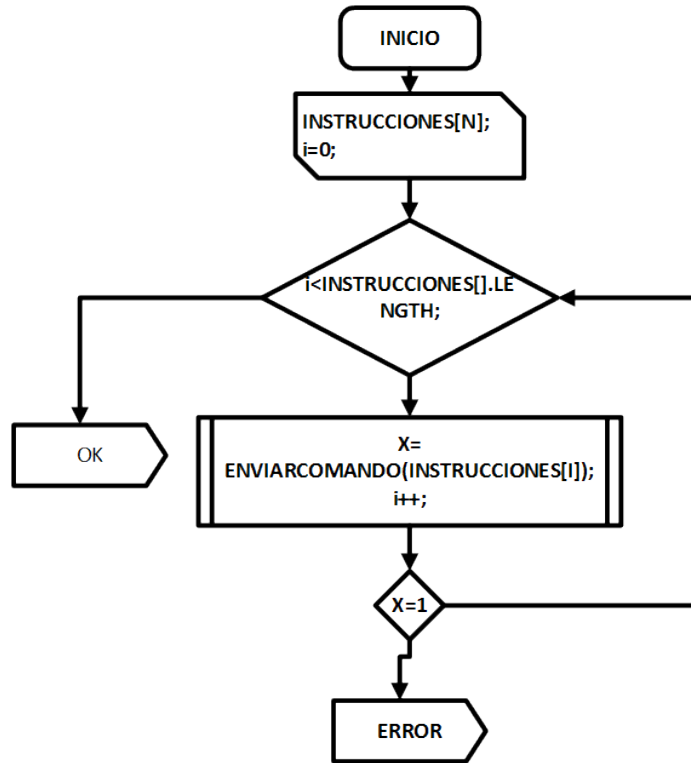 INICIO
INSTRUCCIONES[N];
i=0;
i<INSTRUCCIONES[].LE
NGTH;
OK
X=
ENVIARCOMANDO(INSTRUCCIONES[I]);
i++;
X=1
ERROR